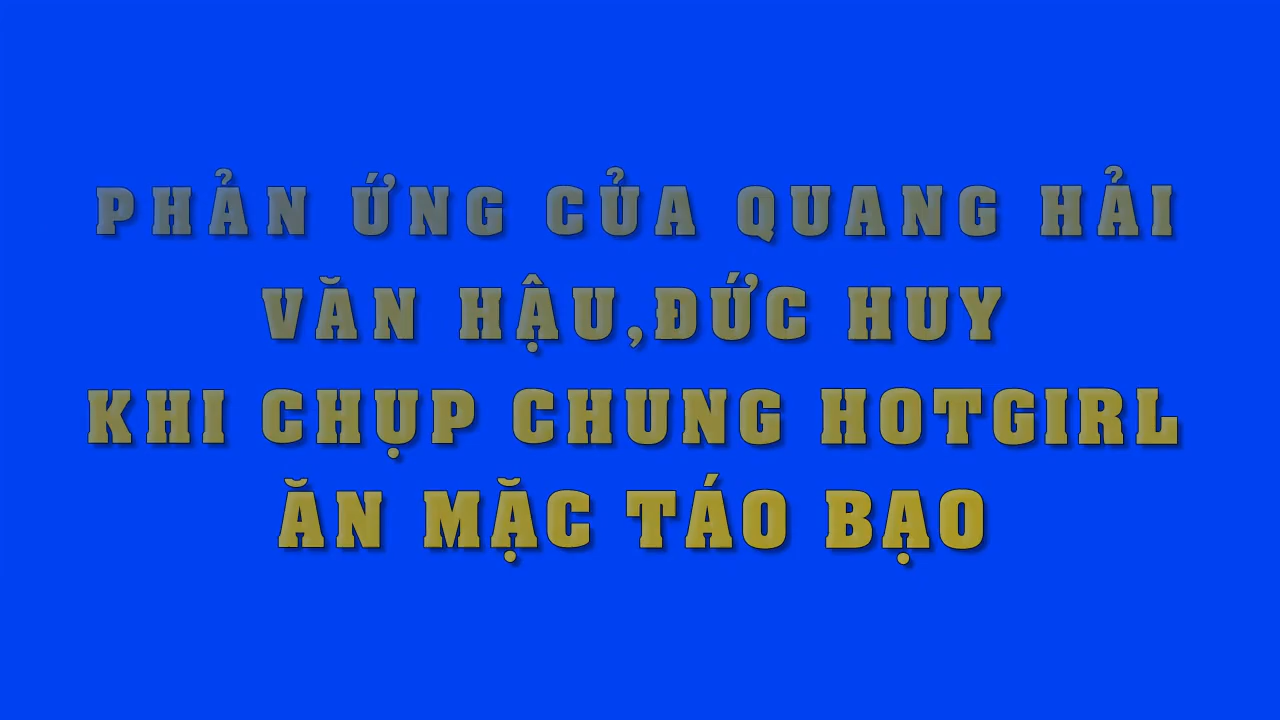 PHẢN ỨNG CỦA QUANG HẢI
VĂN HẬU,ĐỨC HUY
KHI CHỤP CHUNG HOTGIRL
ĂN MẶC TÁO BẠO